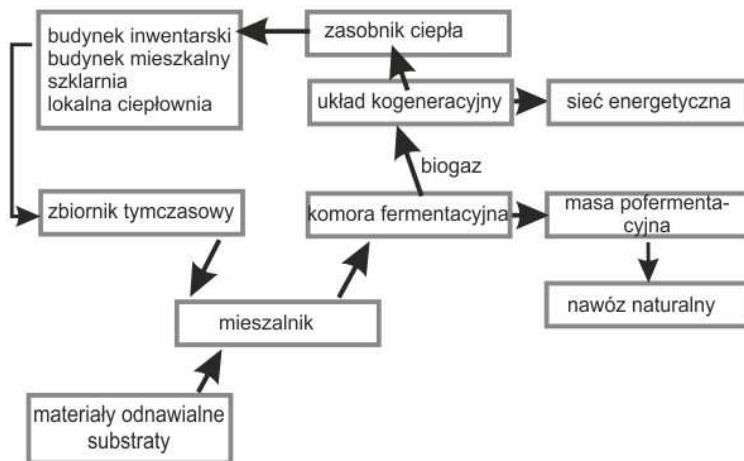 budynek inwentarski
budynek mieszkalny
szklarnia
lokalna ciepłownia
zasobnik ciepła
układ kogeneracyjny
sieć energetyczna
biogaz
zbiornik tymczasowy
komora fermentacyjna
masa pofermenta-
cyjna
nawóz naturalny
mieszalnik
materiały odnawialne
substraty